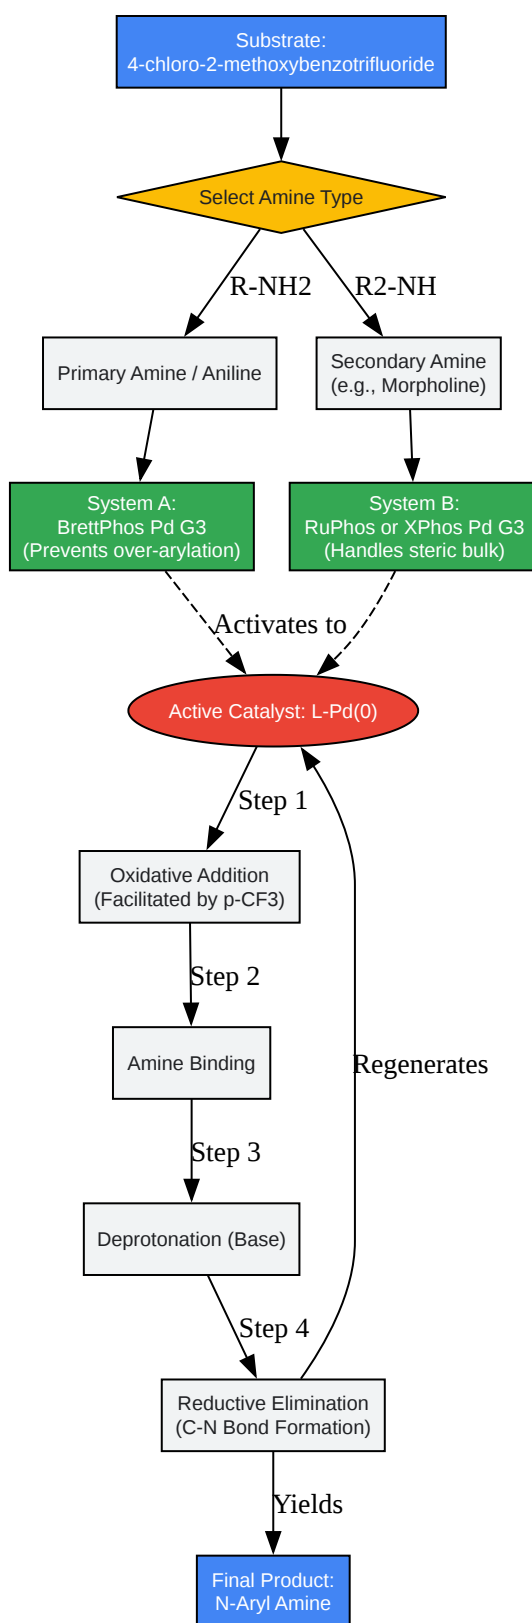 Substrate:
4-chloro-2-methoxybenzotrifluoride
Select Amine Type
R-NH2
R2-NH
Primary Amine / Aniline
Secondary Amine
(e.g., Morpholine)
System A:
BrettPhos Pd G3
(Prevents over-arylation)
System B:
RuPhos or XPhos Pd G3
(Handles steric bulk)
Activates to
Active Catalyst: L-Pd(0)
Step 1
Oxidative Addition
(Facilitated by p-CF3)
Step 2
Amine Binding
Regenerates
Step 3
Deprotonation (Base)
Step 4
Reductive Elimination
(C-N Bond Formation)
Yields
Final Product:
N-Aryl Amine